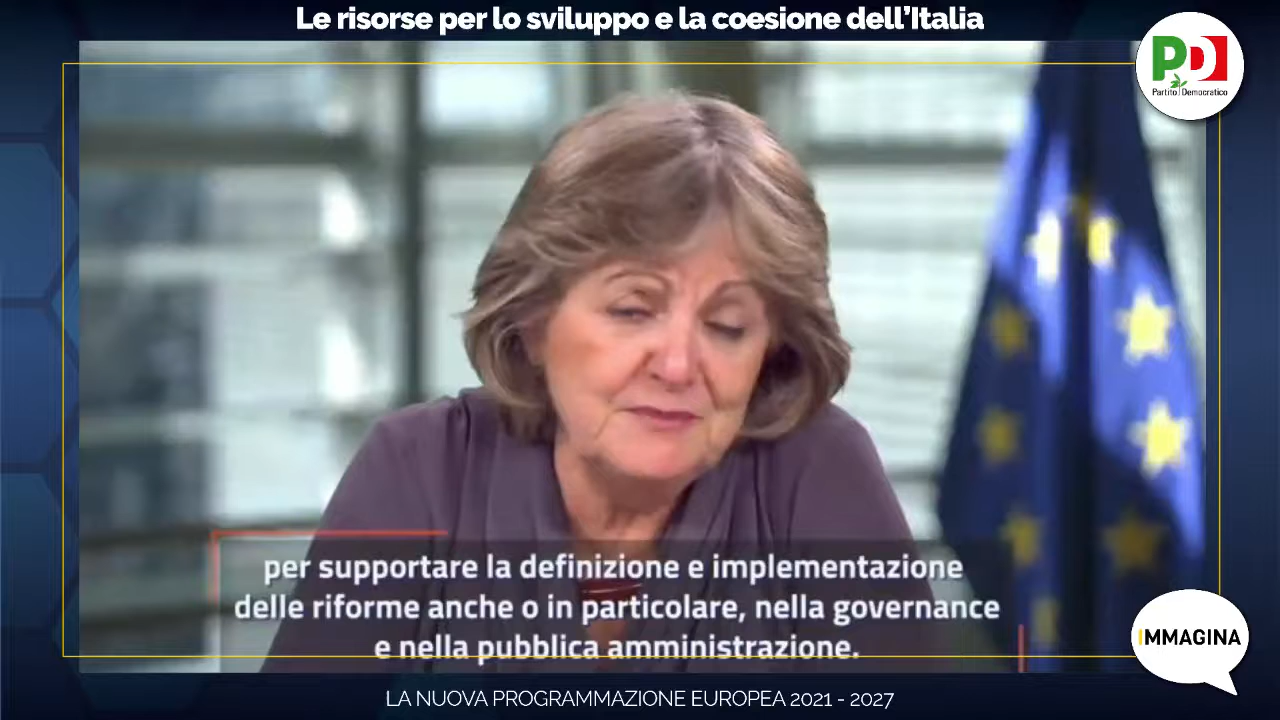 Le risorse per lo sviluppo e la coesione dell'Italia
PD
Partito Democratico
per supportare la definizione e implementazione
delle riforme anche o in particolare, nella governance
e nella pubblica amministrazione.
IMMAGINA
LA NUOVA PROGRAMMAZIONE EUROPEA 2021 - 2027